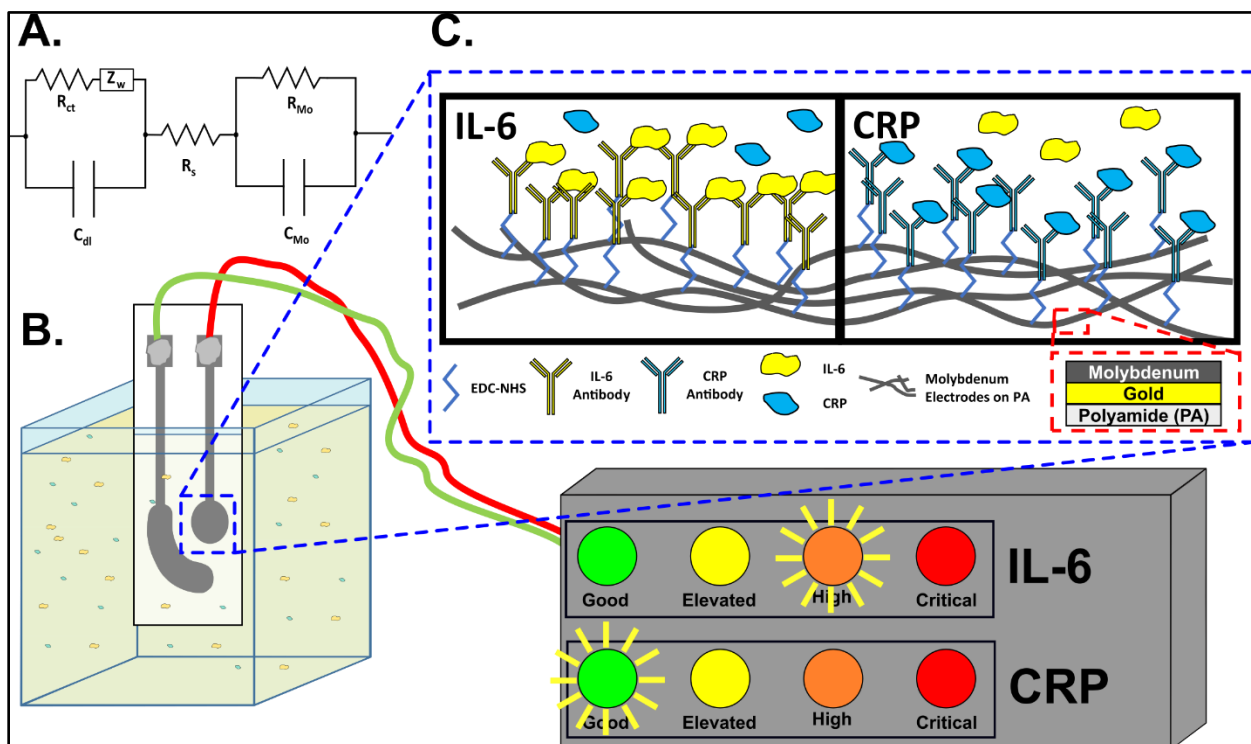 A.
Rct
Zw
Cdl
Rs
RMo
CMo
B.
C.
IL-6
CRP
EDC-NHS
IL-6
Antibody
CRP
Antibody
IL-6
CRP
Molybdenum
Electrodes on PA
Molybdenum
Gold
Polyamide (PA)
Good
Elevated
High
Critical
IL-6
Good
Elevated
High
Critical
CRP